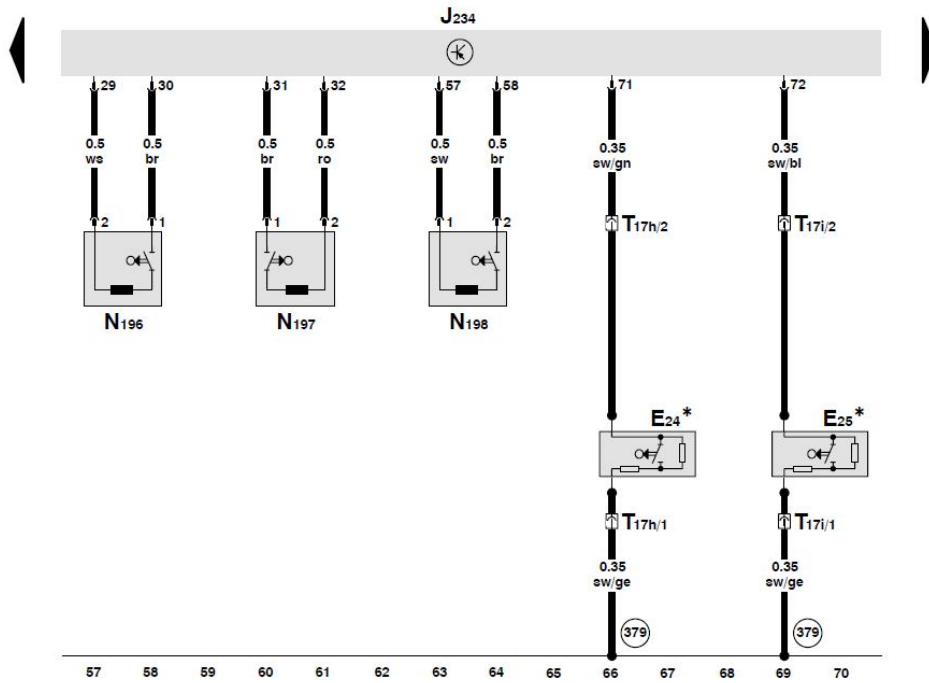 J234
29 30 31 32 57 58 71 72
0.5 0.5 0.5 0.5 0.5 0.5 0.35 0.35
ws br br ro sw br sw/gn sw/bl
2 1 1 2 1 2 T17h/2 T17i/2
N196 N197 N198
E24* E25*
T17h/1 T17i/1
0.35 0.35
sw/ge sw/ge
379 379
57 58 59 60 61 62 63 64 65 66 67 68 69 70